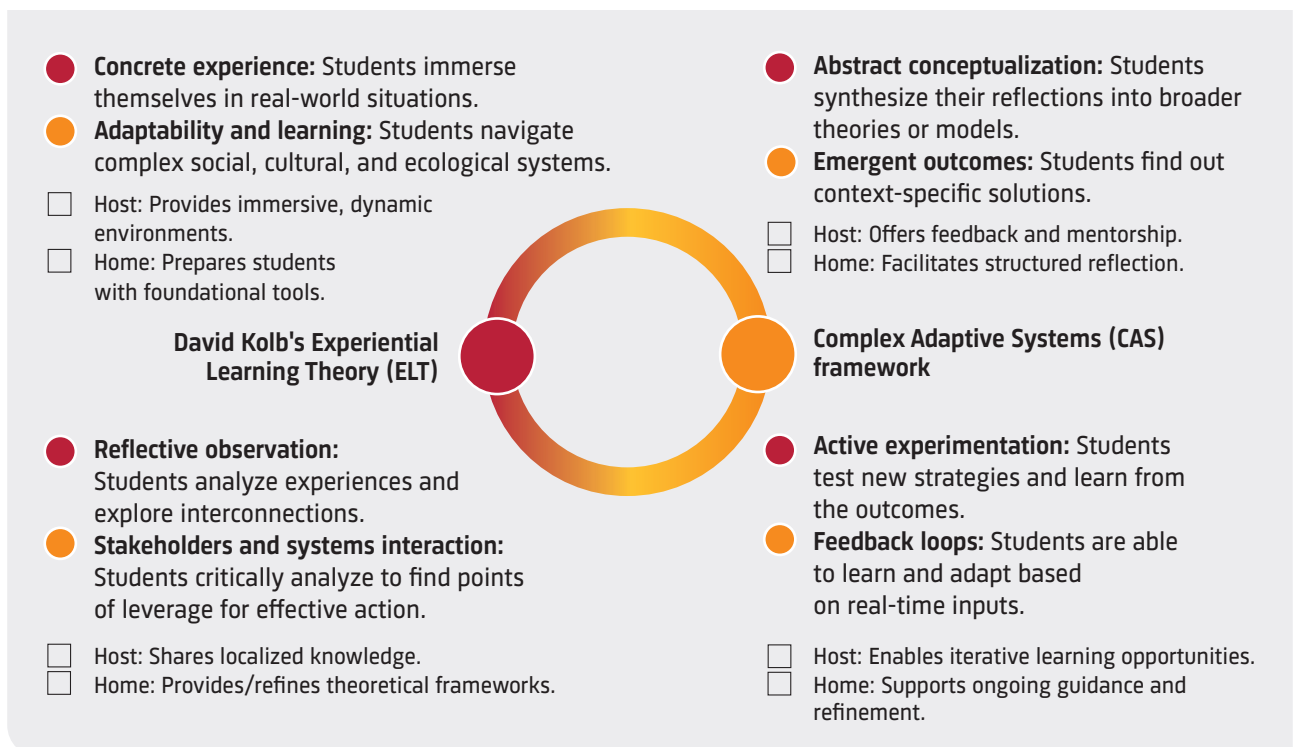 Concrete experience: Students immerse
themselves in real-world situations.
Adaptability and learning: Students navigate
complex social, cultural, and ecological systems.
Host: Provides immersive, dynamic
environments.
Home: Prepares students
with foundational tools.
Abstract conceptualization: Students
synthesize their reflections into broader
theories or models.
Emergent outcomes: Students find out
context-specific solutions.
Host: Offers feedback and mentorship.
Home: Facilitates structured reflection.
David Kolb's Experiential
Learning Theory (ELT)
Complex Adaptive Systems (CAS)
framework
Reflective observation:
Students analyze experiences and
explore interconnections.
Stakeholders and systems interaction:
Students critically analyze to find points
of leverage for effective action.
Host: Shares localized knowledge.
Home: Provides/refines theoretical frameworks.
Active experimentation: Students
test new strategies and learn from
the outcomes.
Feedback loops: Students are able
to learn and adapt based
on real-time inputs.
Host: Enables iterative learning opportunities.
Home: Supports ongoing guidance and
refinement.